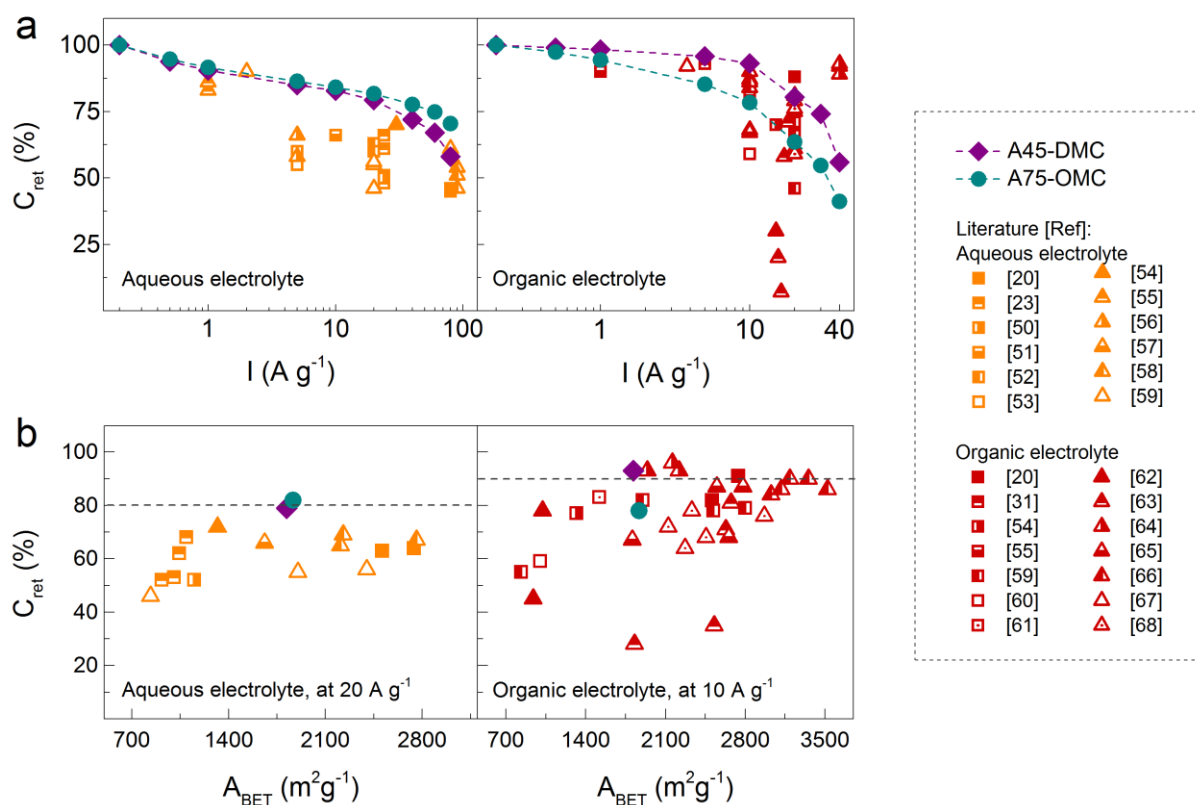 a
100
75
50
25
C_ret (%)
Aqueous electrolyte
Organic electrolyte
1
10
100
1
10
40
I (A g⁻¹)
I (A g⁻¹)
b
100
80
60
40
20
C_ret (%)
Aqueous electrolyte, at 20 A g⁻¹
Organic electrolyte, at 10 A g⁻¹
700
1400
2100
2800
700
1400
2100
2800
3500
A_BET (m²g⁻¹)
A_BET (m²g⁻¹)
A45-DMC
A75-OMC
Literature [Ref]:
Aqueous electrolyte
[20]
[23]
[50]
[51]
[52]
[53]
[54]
[55]
[56]
[57]
[58]
[59]
Organic electrolyte
[20]
[31]
[54]
[55]
[59]
[60]
[61]
[62]
[63]
[64]
[65]
[66]
[67]
[68]